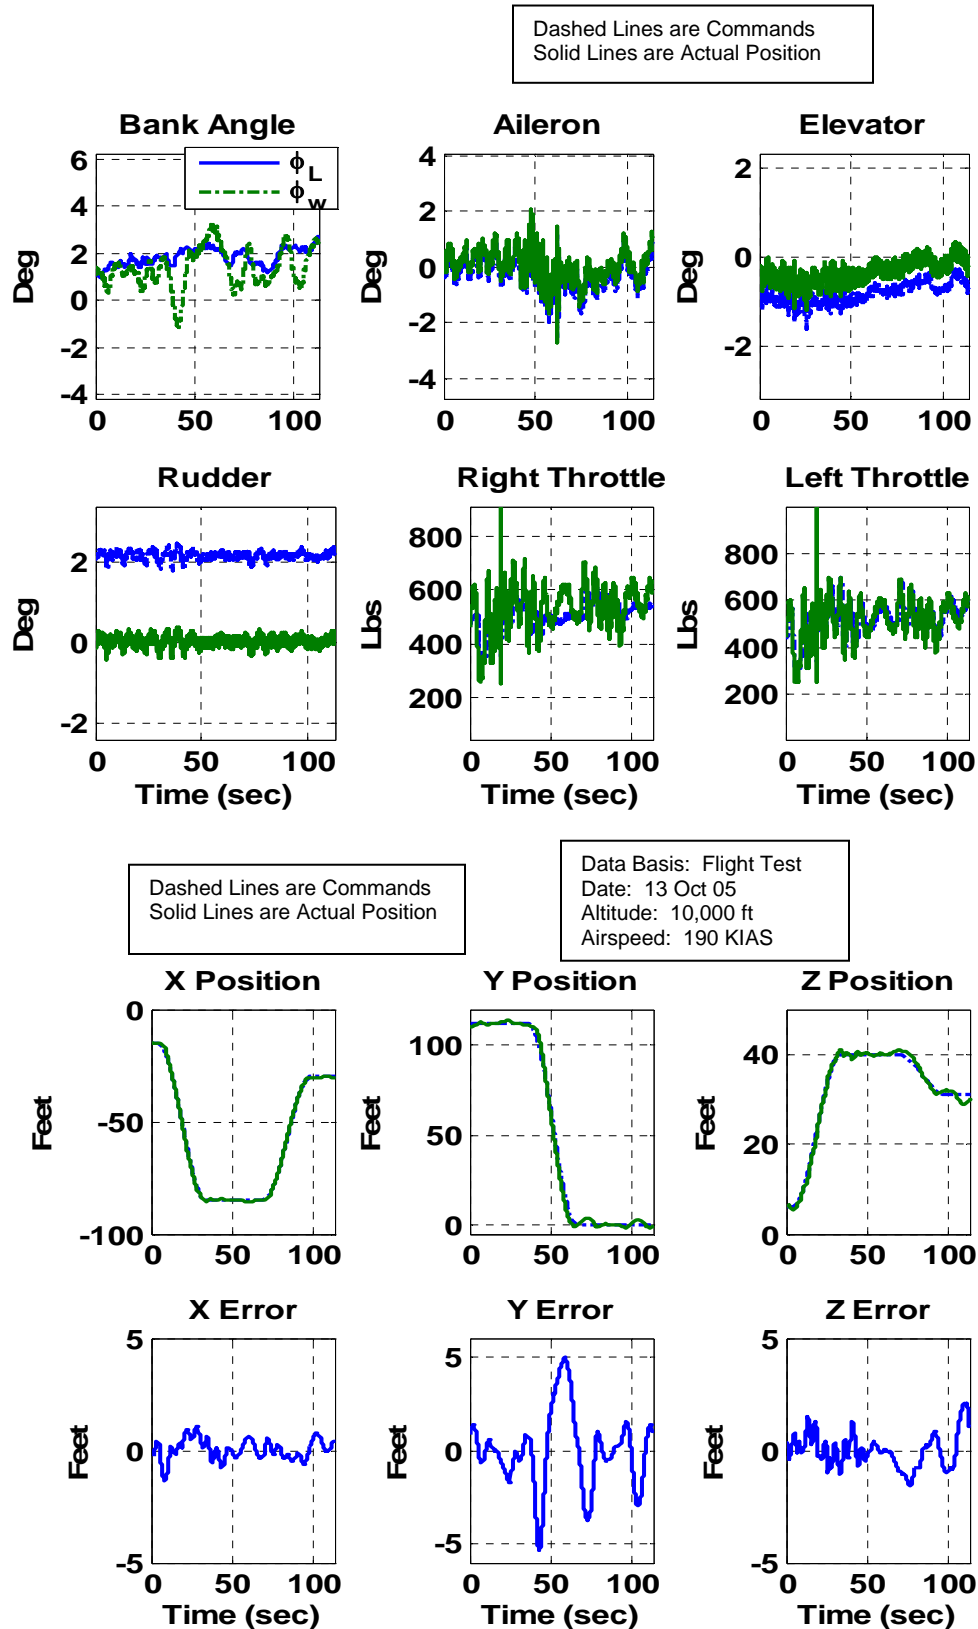 Dashed Lines are Commands
Solid Lines are Actual Position
Bank Angle
Aileron
Elevator
ϕL
ϕw
6
4
2
0
-2
-4
Deg
0
50
100
4
2
0
-2
-4
Deg
0
50
100
2
0
-2
Deg
0
50
100
Rudder
Right Throttle
Left Throttle
2
0
-2
Deg
0
50
100
Time (sec)
800
600
400
200
Lbs
0
50
100
Time (sec)
800
600
400
200
Lbs
0
50
100
Time (sec)
Dashed Lines are Commands
Solid Lines are Actual Position
Data Basis: Flight Test
Date: 13 Oct 05
Altitude: 10,000 ft
Airspeed: 190 KIAS
X Position
Y Position
Z Position
0
-50
-100
Feet
0
50
100
100
50
0
Feet
0
50
100
40
20
0
Feet
0
50
100
X Error
Y Error
Z Error
5
0
-5
Feet
0
50
100
Time (sec)
5
0
-5
Feet
0
50
100
Time (sec)
5
0
-5
Feet
0
50
100
Time (sec)